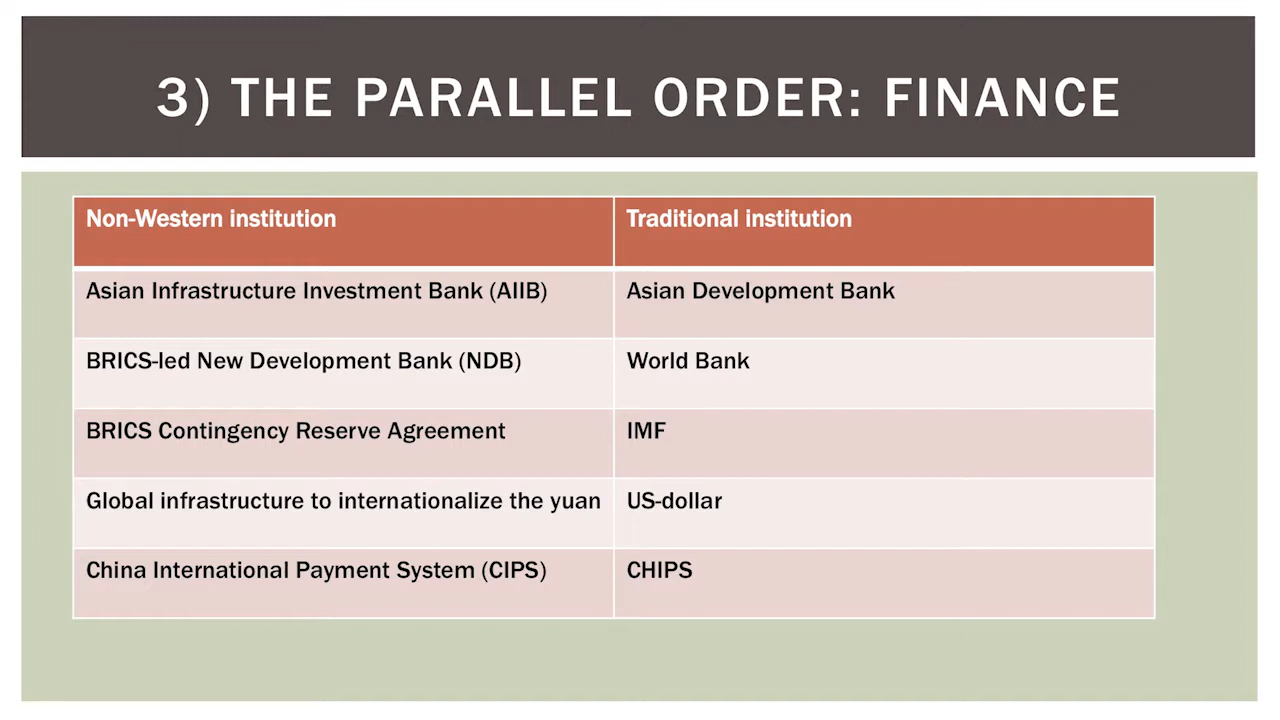 3) THE PARALLEL ORDER: FINANCE
Non-Western institution
Traditional institution
Asian Infrastructure Investment Bank (AIIB)
Asian Development Bank
BRICS-led New Development Bank (NDB)
World Bank
BRICS Contingency Reserve Agreement
IMF
Global infrastructure to internationalize the yuan
US-dollar
China International Payment System (CIPS)
CHIPS